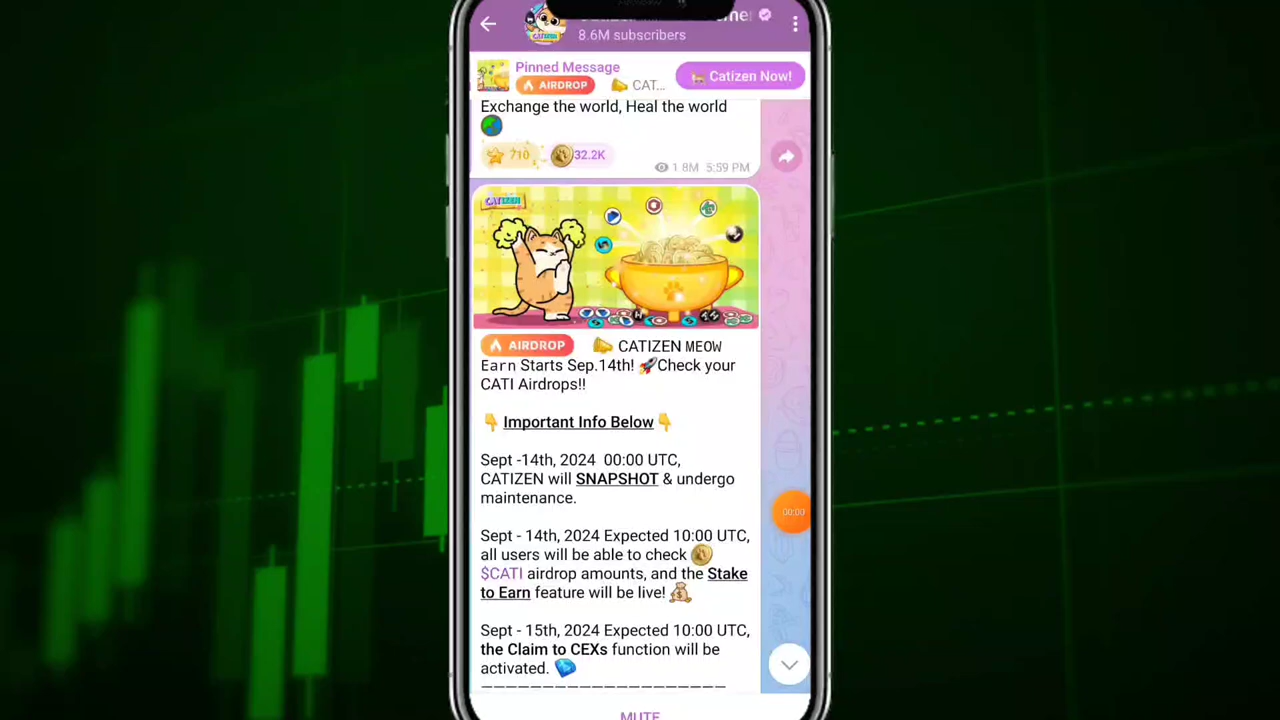 8.6M subscribers
Pinned Message
AIRDROP CAT...
Catizen Now!
Exchange the world, Heal the world
710 32.2K
1.8M 5:59 PM
CATIZEN
AIRDROP CATIZEN MEOW
Earn Starts Sep.14th! 🚀Check your
CATI Airdrops!!
👇 Important Info Below 👇
Sept -14th, 2024 00:00 UTC,
CATIZEN will SNAPSHOT & undergo
maintenance.
Sept - 14th, 2024 Expected 10:00 UTC,
all users will be able to check
$CATI airdrop amounts, and the Stake
to Earn feature will be live!
Sept - 15th, 2024 Expected 10:00 UTC,
the Claim to CEXs function will be
activated.
00:00
MUTE